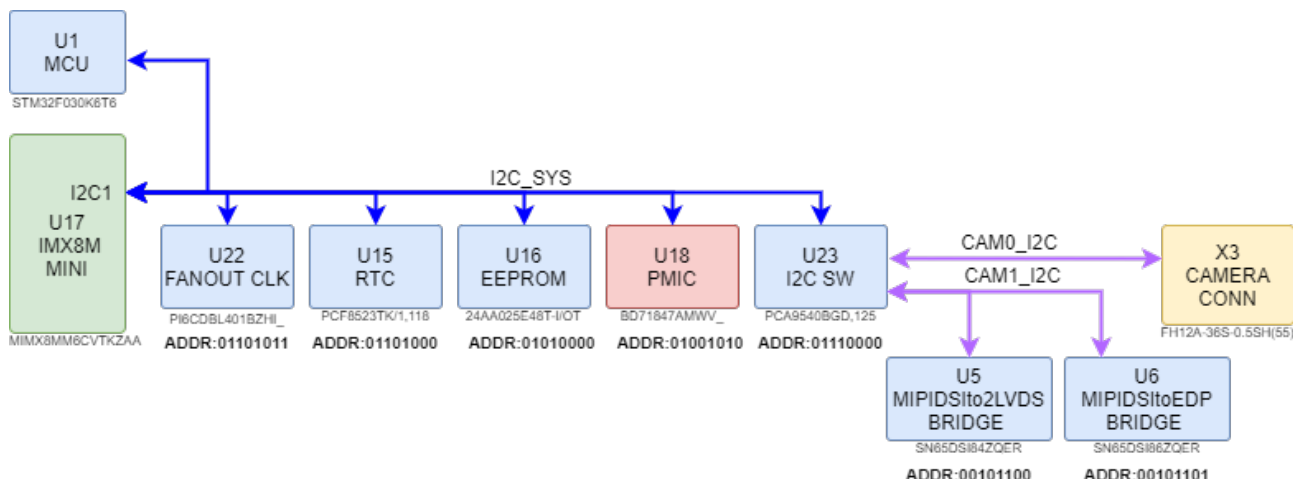 U1
MCU
STM32F030K6T6
I2C1
U17
IMX8M
MINI
MIMX8MM6CVTKZAA
I2C_SYS
U22
FANOUT CLK
PI6CDBL401BZHI_
ADDR:01101011
U15
RTC
PCF8523TK/1,118
ADDR:01101000
U16
EEPROM
24AA025E48T-I/OT
ADDR:01010000
U18
PMIC
BD71847AMWV_
ADDR:01001010
U23
I2C SW
PCA9540BGD,125
ADDR:01110000
CAM0_I2C
CAM1_I2C
X3
CAMERA
CONN
FH12A-36S-0.5SH(55)
U5
MIPIDSIto2LVDS
BRIDGE
SN65DSI84ZQER
ADDR:00101100
U6
MIPIDSItoEDP
BRIDGE
SN65DSI86ZQER
ADDR:00101101